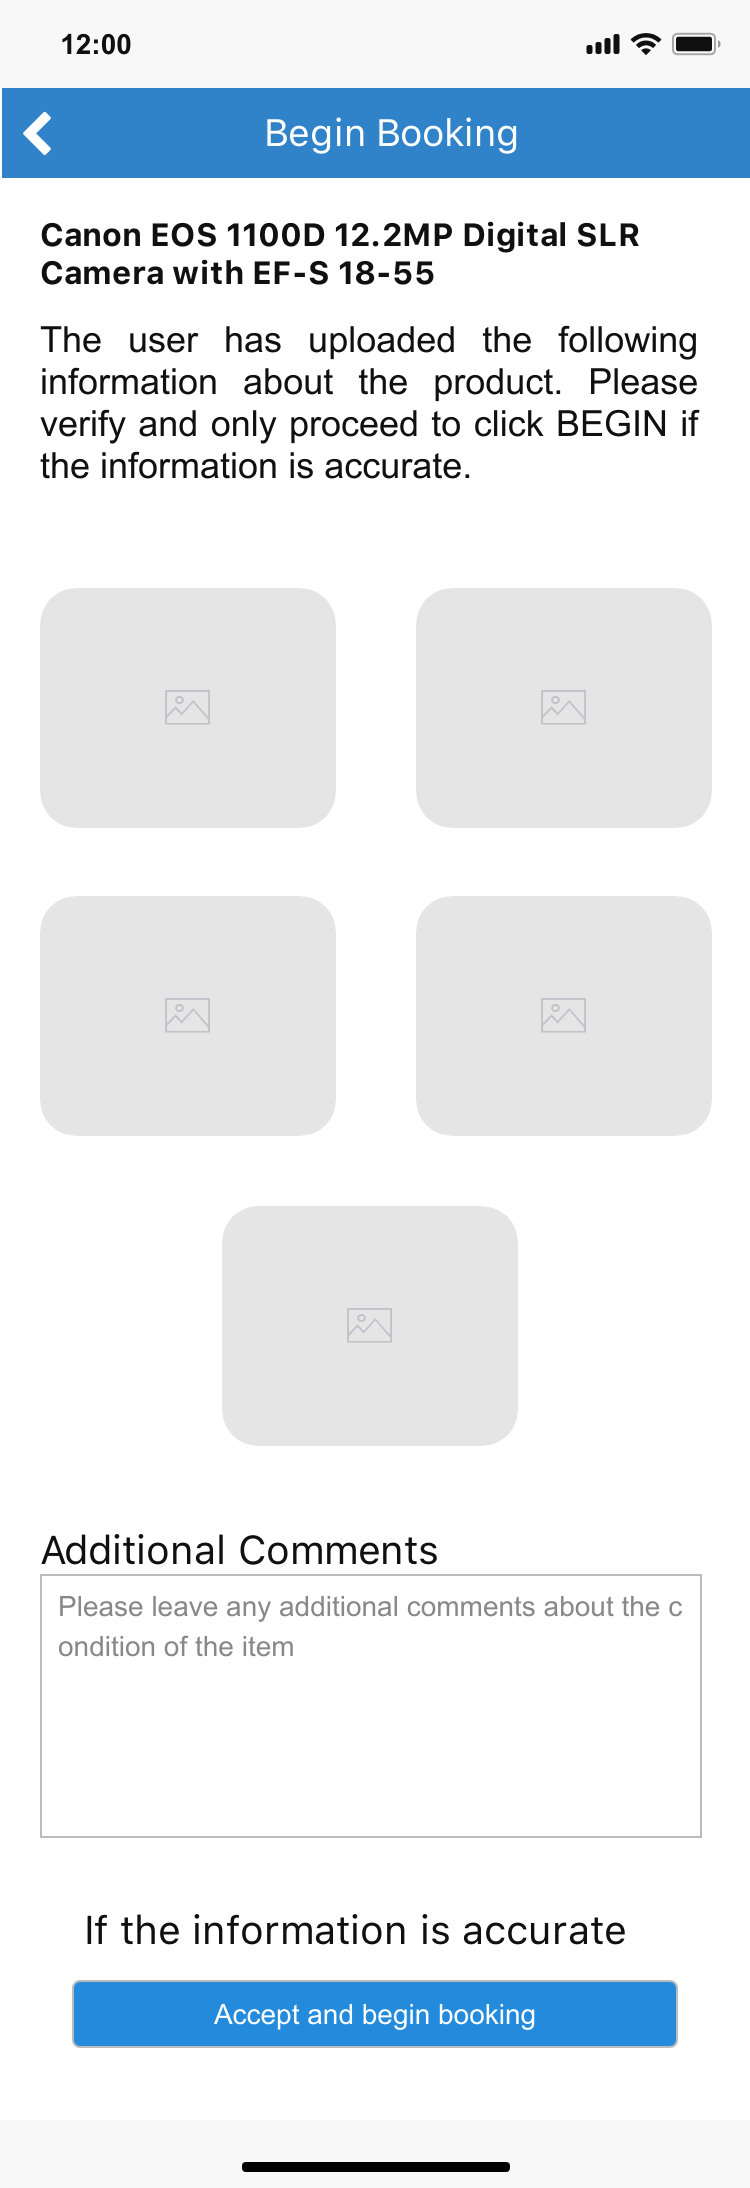 12:00
Begin Booking
Canon EOS 1100D 12.2MP Digital SLR
Camera with EF-S 18-55
The user has uploaded the following
information about the product. Please
verify and only proceed to click BEGIN if
the information is accurate.
Additional Comments
Please leave any additional comments about the c
ondition of the item
If the information is accurate
Accept and begin booking